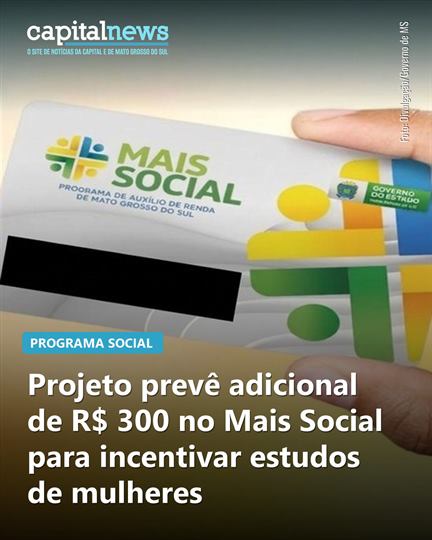 capitalnews
O SITE DE NOTÍCIAS DA CAPITAL E DE MATO GROSSO DO SUL
Foto: Divulgação/Governo de MS
MAIS
SOCIAL
PROGRAMA DE AUXÍLIO DE RENDA
DE MATO GROSSO DO SUL
GOVERNO
DO ESTADO
PROGRAMA SOCIAL
Projeto prevê adicional
de R$ 300 no Mais Social
para incentivar estudos
de mulheres